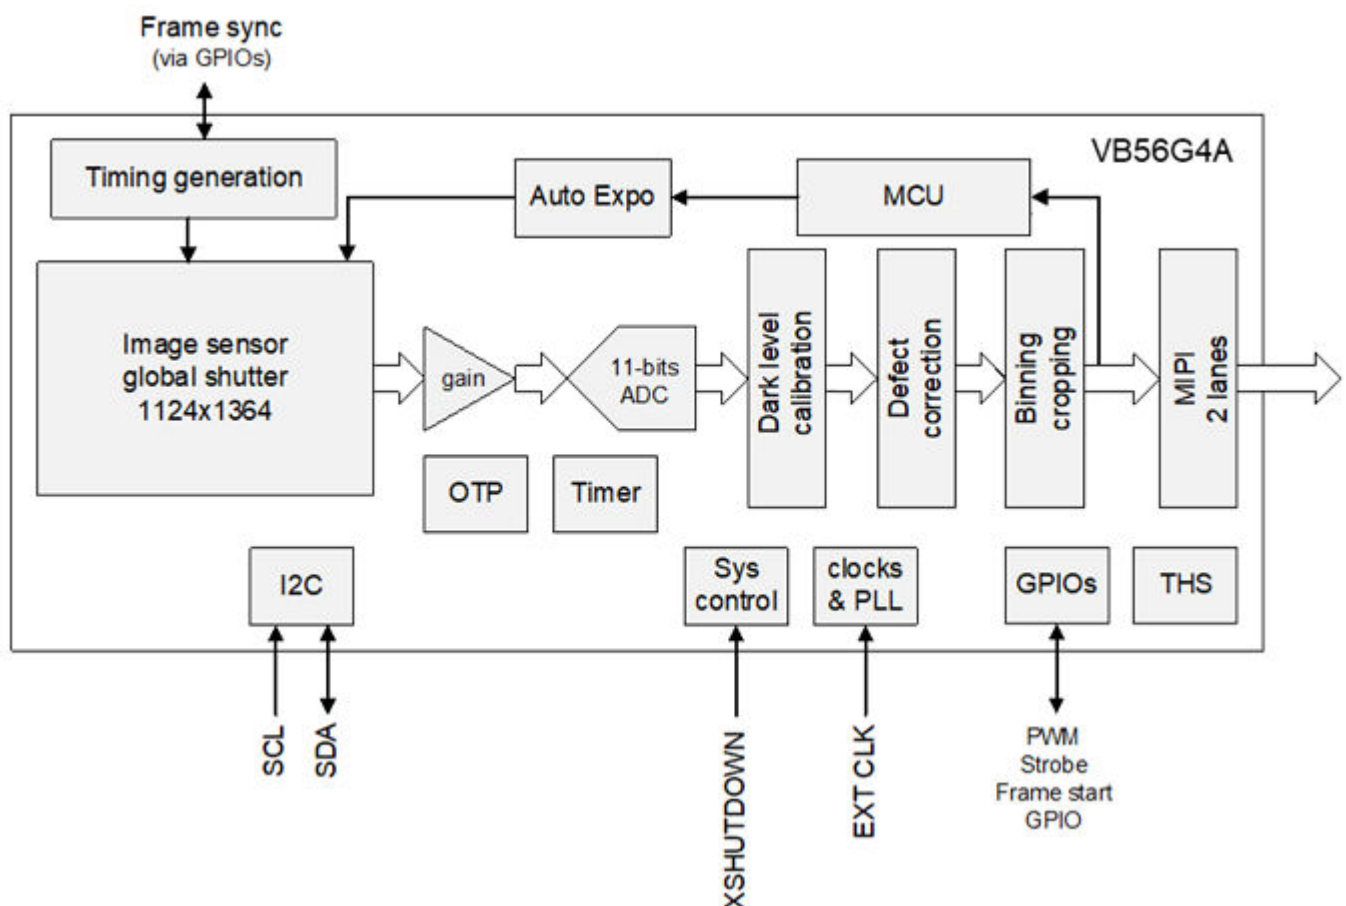 Frame sync
(via GPIOs)
VB56G4A
Timing generation
Auto Expo
MCU
Image sensor
global shutter
1124x1364
gain
11-bits
ADC
Dark level
calibration
Defect
correction
Binning
cropping
MIPI
2 lanes
OTP
Timer
I2C
Sys
control
clocks
& PLL
GPIOs
THS
SCL
SDA
XSHUTDOWN
EXT CLK
PWM
Strobe
Frame start
GPIO